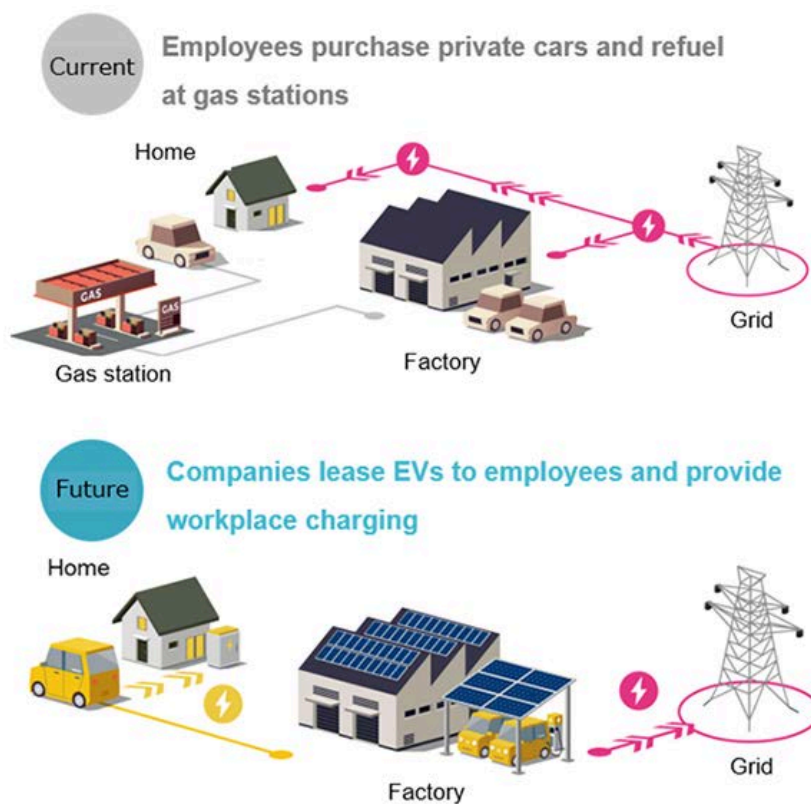 Current
Employees purchase private cars and refuel
at gas stations
Home
GAS
GAS
Gas station
Factory
Grid
Future
Companies lease EVs to employees and provide
workplace charging
Home
Factory
Grid